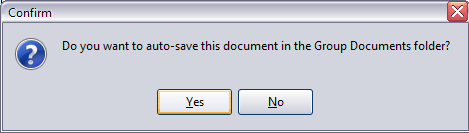 Confirm
Do you want to auto-save this document in the Group Documents folder?
Yes
No